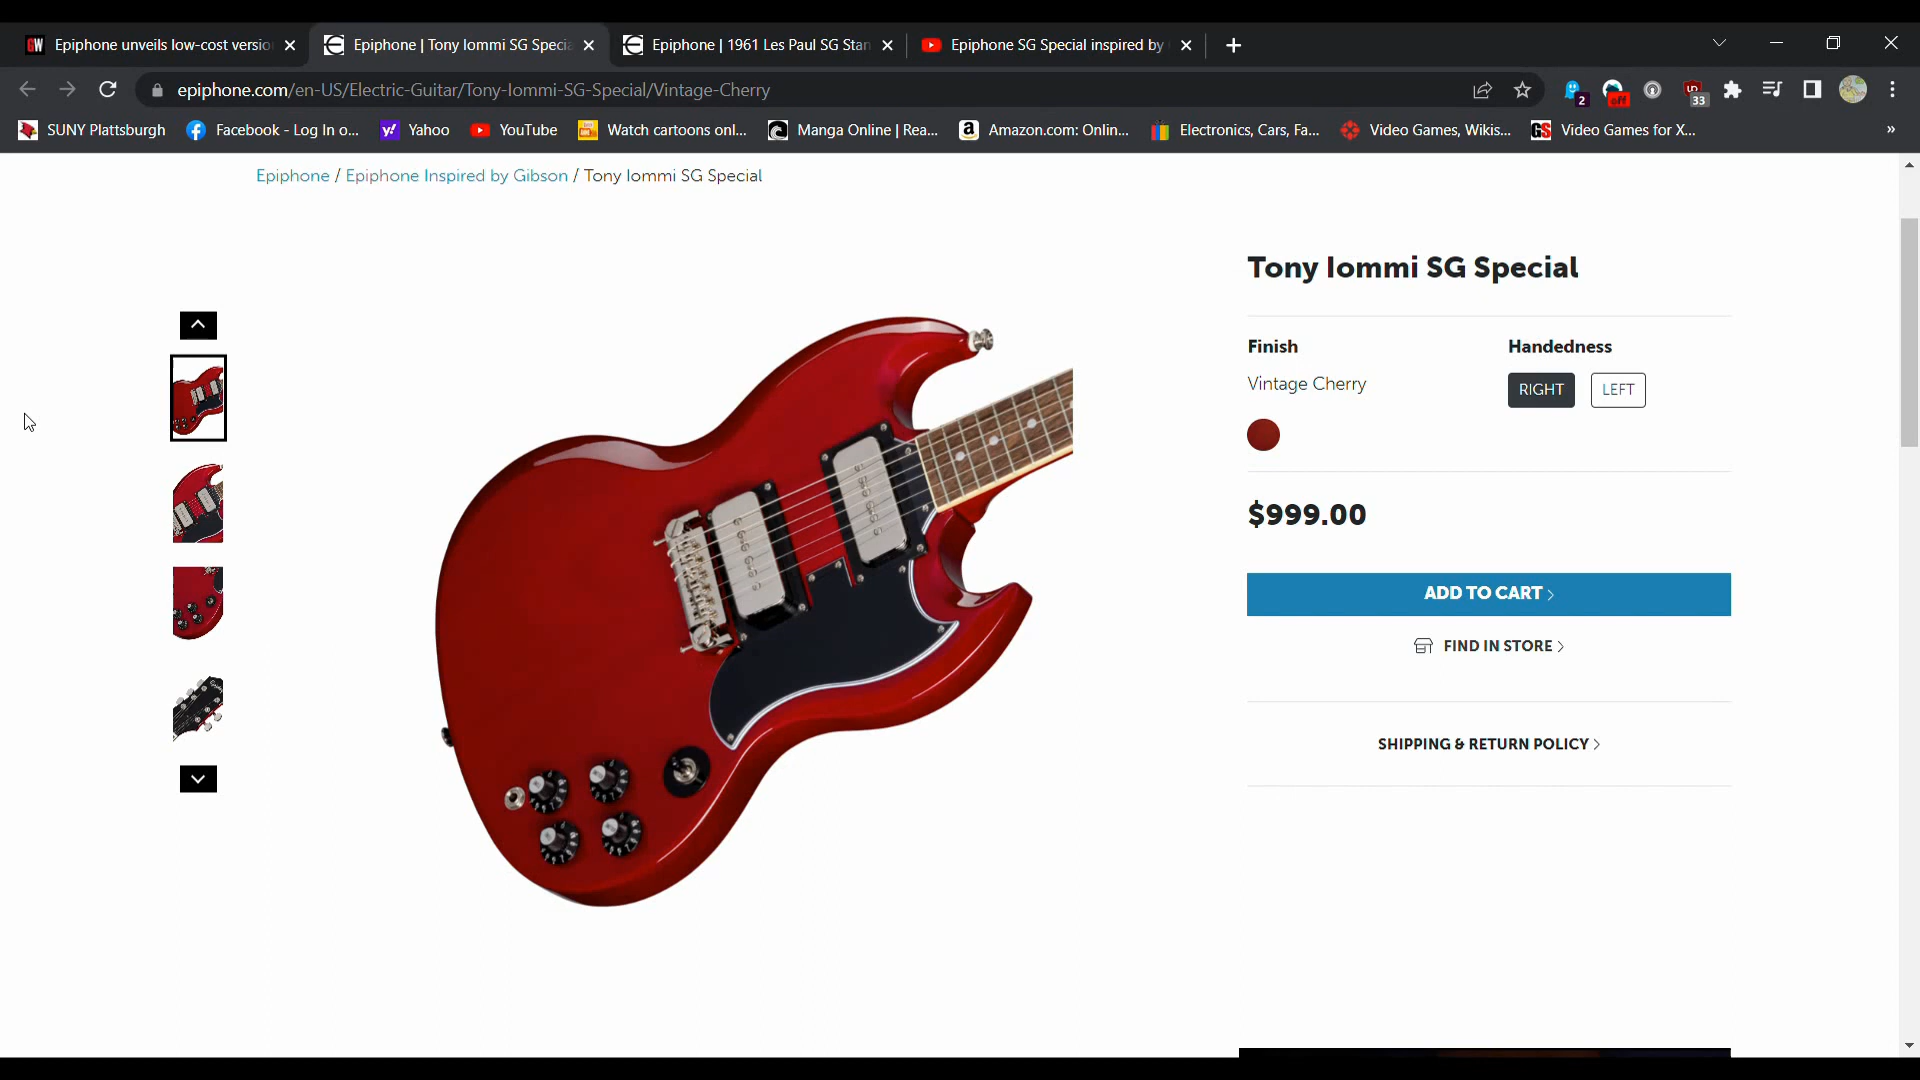 Epiphone unveils low-cost versio
Epiphone | Tony Iommi SG Specia
Epiphone | 1961 Les Paul SG Stan
Epiphone SG Special inspired by
epiphone.com/en-US/Electric-Guitar/Tony-Iommi-SG-Special/Vintage-Cherry
2
off
33
SUNY Plattsburgh
Facebook - Log In o...
Yahoo
YouTube
Watch cartoons onl...
Manga Online | Rea...
Amazon.com: Onlin...
Electronics, Cars, Fa...
Video Games, Wikis...
Video Games for X...
»
Epiphone / Epiphone Inspired by Gibson / Tony Iommi SG Special
Tony Iommi SG Special
Finish
Handedness
Vintage Cherry
RIGHT
LEFT
$999.00
ADD TO CART >
FIND IN STORE >
SHIPPING & RETURN POLICY >